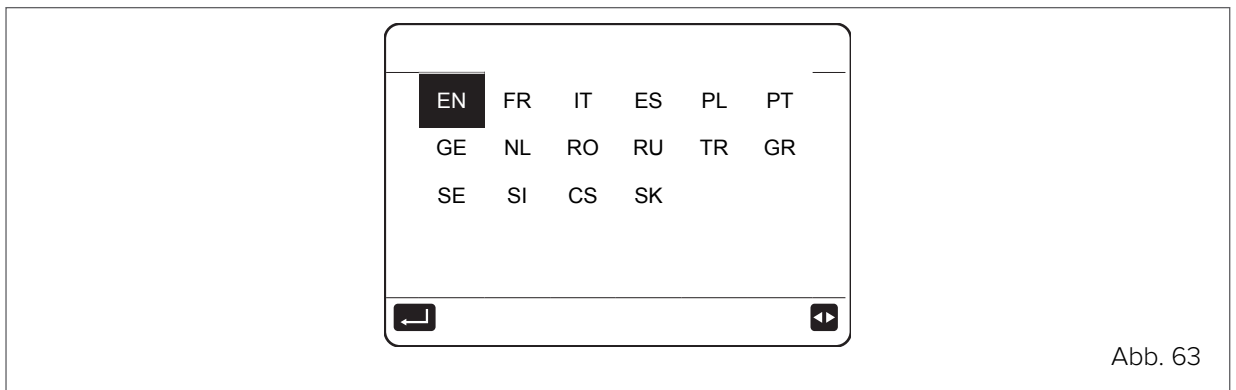 EN FR IT ES PL PT
GE NL RO RU TR GR
SE SI CS SK
Abb. 63